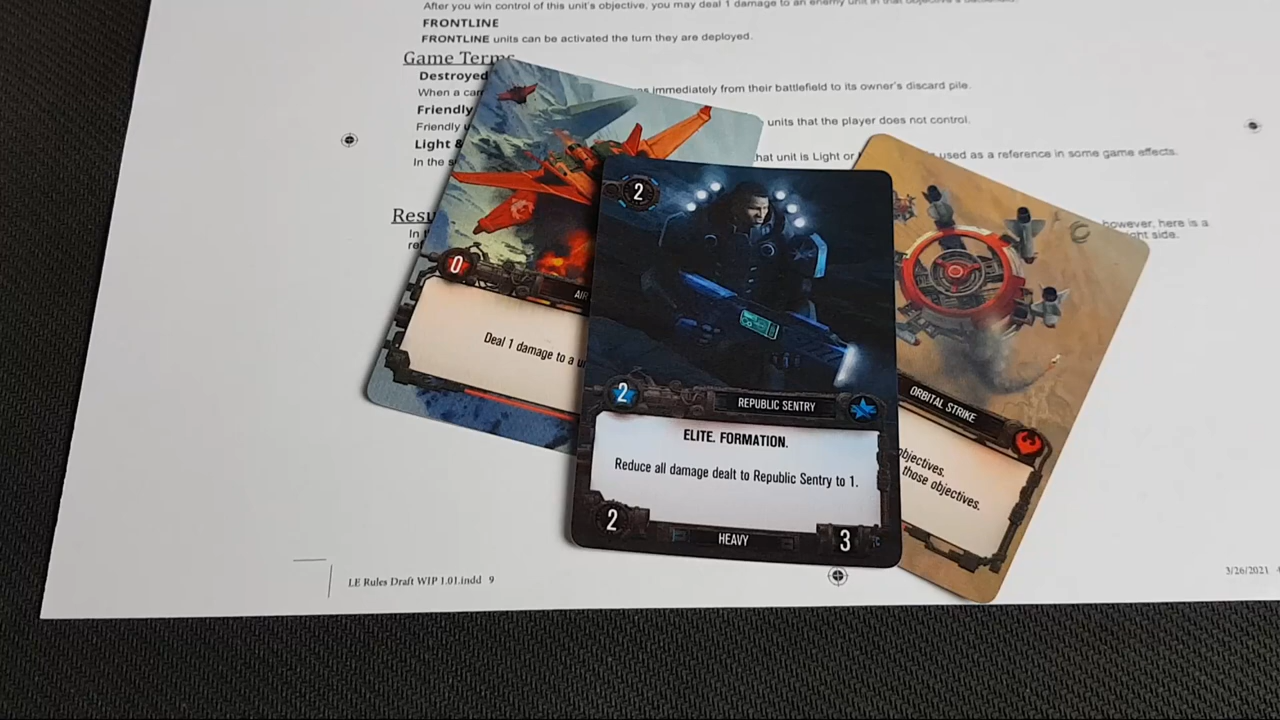 After you win control of this unit's objective, you may deal 1 damage to an enemy unit in that objective's battlefield.
FRONTLINE
FRONTLINE units can be activated the turn they are deployed.
Game Terms
Destroyed
When a car immediately from their battlefield to its owner's discard pile.
Friendly
Friendly units that the player does not control.
Light &
In the hat unit is Light or used as a reference in some game effects.
Resu
In however, here is a
ref ght side.
0
AIR
Deal 1 damage to a u
2
2
REPUBLIC SENTRY
ELITE. FORMATION.
Reduce all damage dealt to Republic Sentry to 1.
2
HEAVY
3
ORBITAL STRIKE
objectives.
those objectives.
LE Rules Draft WIP 1.01.indd 9
3/26/2021